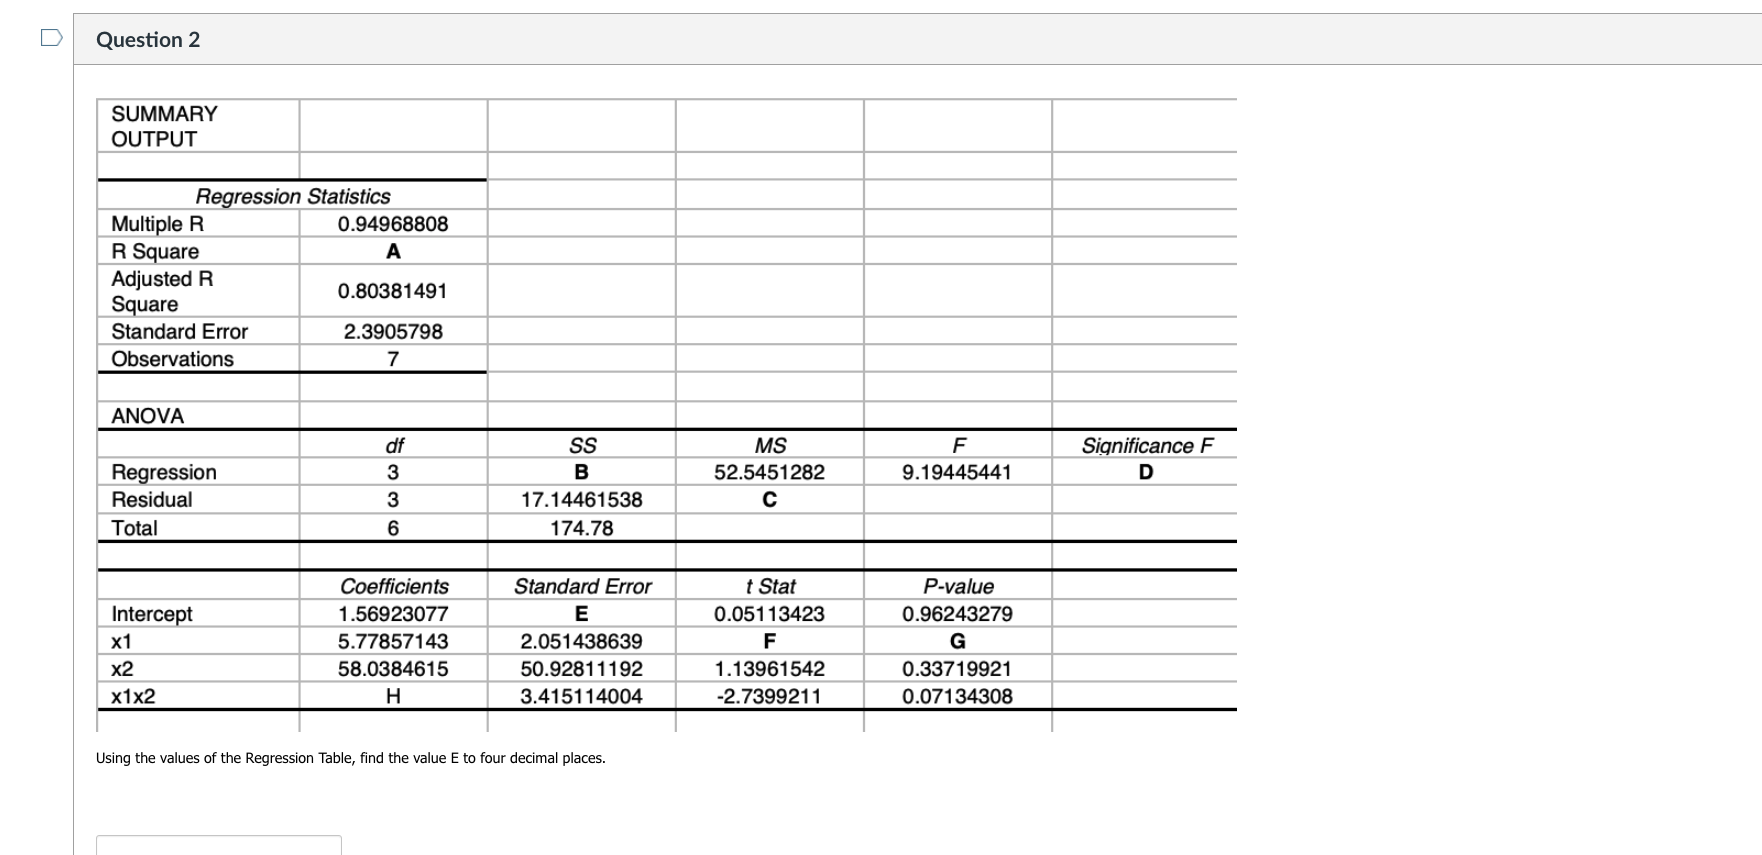 Question 2
SUMMARY
OUTPUT
Regression Statistics
Multiple R 0.94968808
R Square A
Adjusted R
Square 0.80381491
Standard Error 2.3905798
Observations 7
ANOVA
df SS MS F Significance F
Regression 3 B 52.5451282 9.19445441 D
Residual 3 17.14461538 C
Total 6 174.78
Coefficients Standard Error t Stat P-value
Intercept 1.56923077 E 0.05113423 0.96243279
x1 5.77857143 2.051438639 F G
x2 58.0384615 50.92811192 1.13961542 0.33719921
x1x2 H 3.415114004 -2.7399211 0.07134308
Using the values of the Regression Table, find the value E to four decimal places.